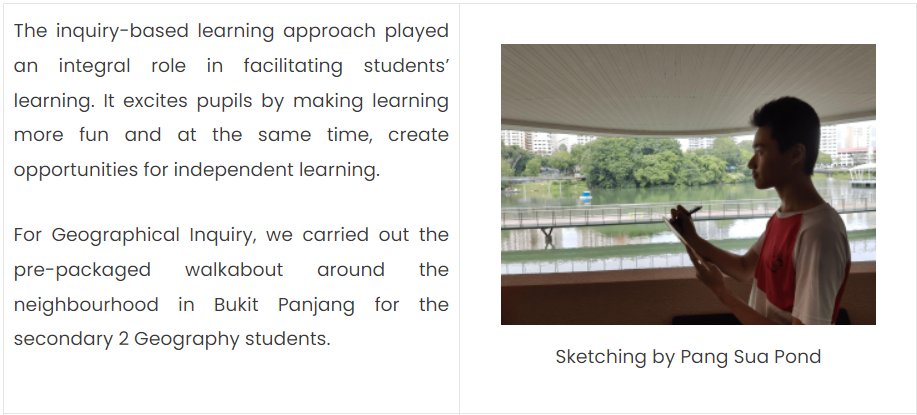 The inquiry-based learning approach played
an integral role in facilitating students’
learning. It excites pupils by making learning
more fun and at the same time, create
opportunities for independent learning.
For Geographical Inquiry, we carried out the
pre-packaged walkabout around the
neighbourhood in Bukit Panjang for the
secondary 2 Geography students.
Sketching by Pang Sua Pond